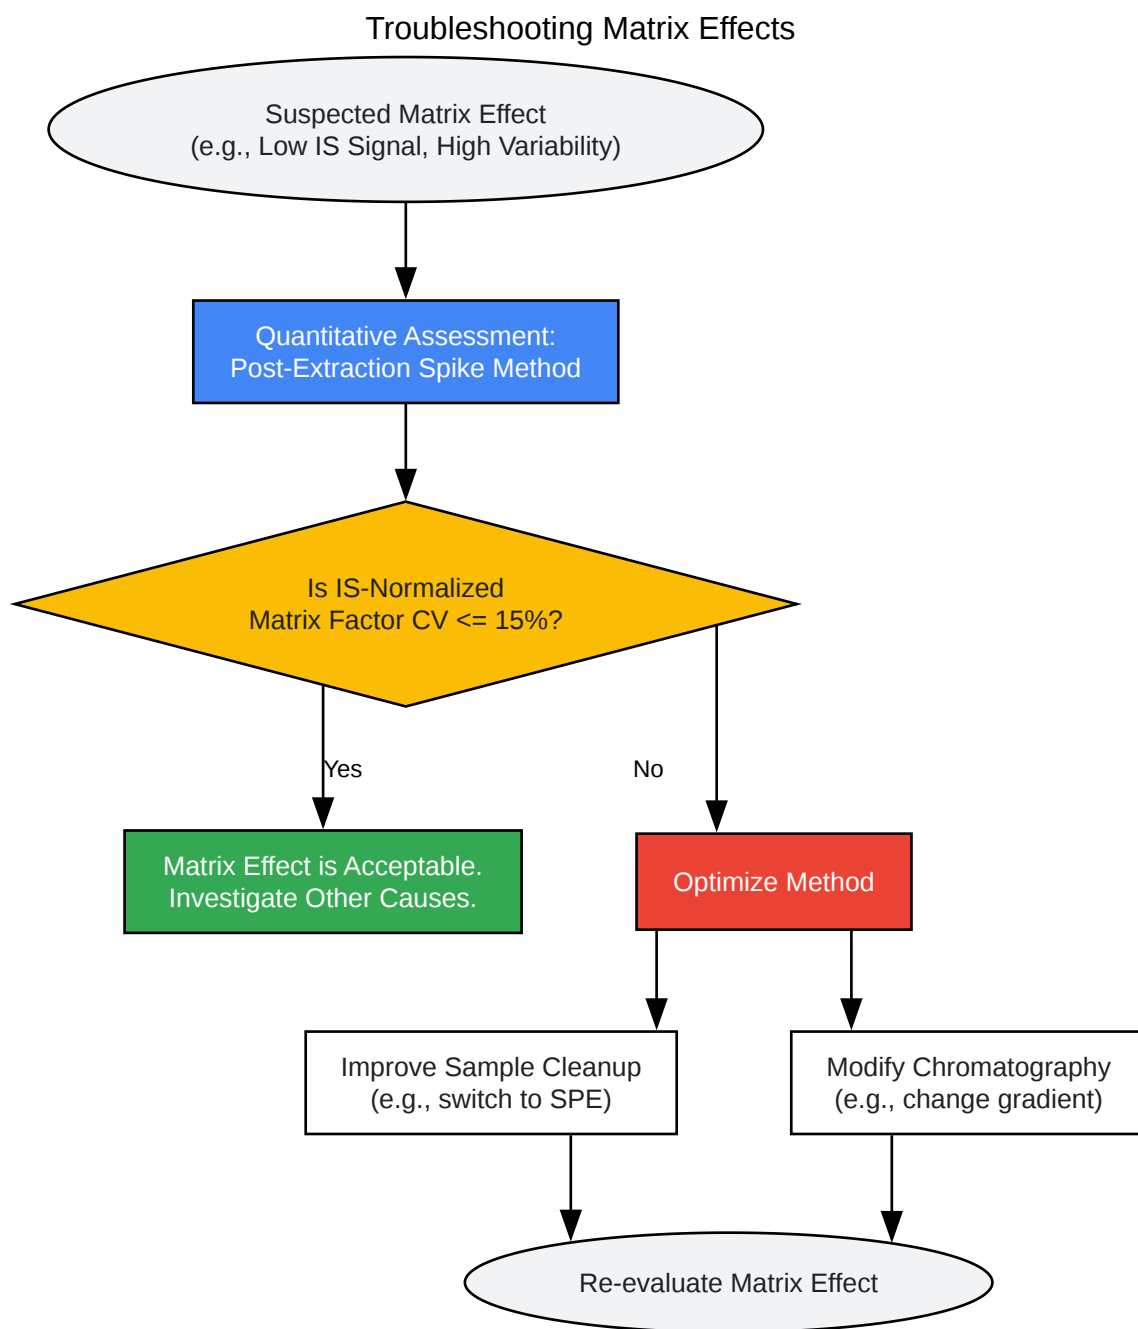 Troubleshooting Matrix Effects
Suspected Matrix Effect
(e.g., Low IS Signal, High Variability)
Quantitative Assessment:
Post-Extraction Spike Method
Is IS-Normalized
Matrix Factor CV <= 15%?
Yes
No
Matrix Effect is Acceptable.
Investigate Other Causes.
Optimize Method
Improve Sample Cleanup
(e.g., switch to SPE)
Modify Chromatography
(e.g., change gradient)
Re-evaluate Matrix Effect